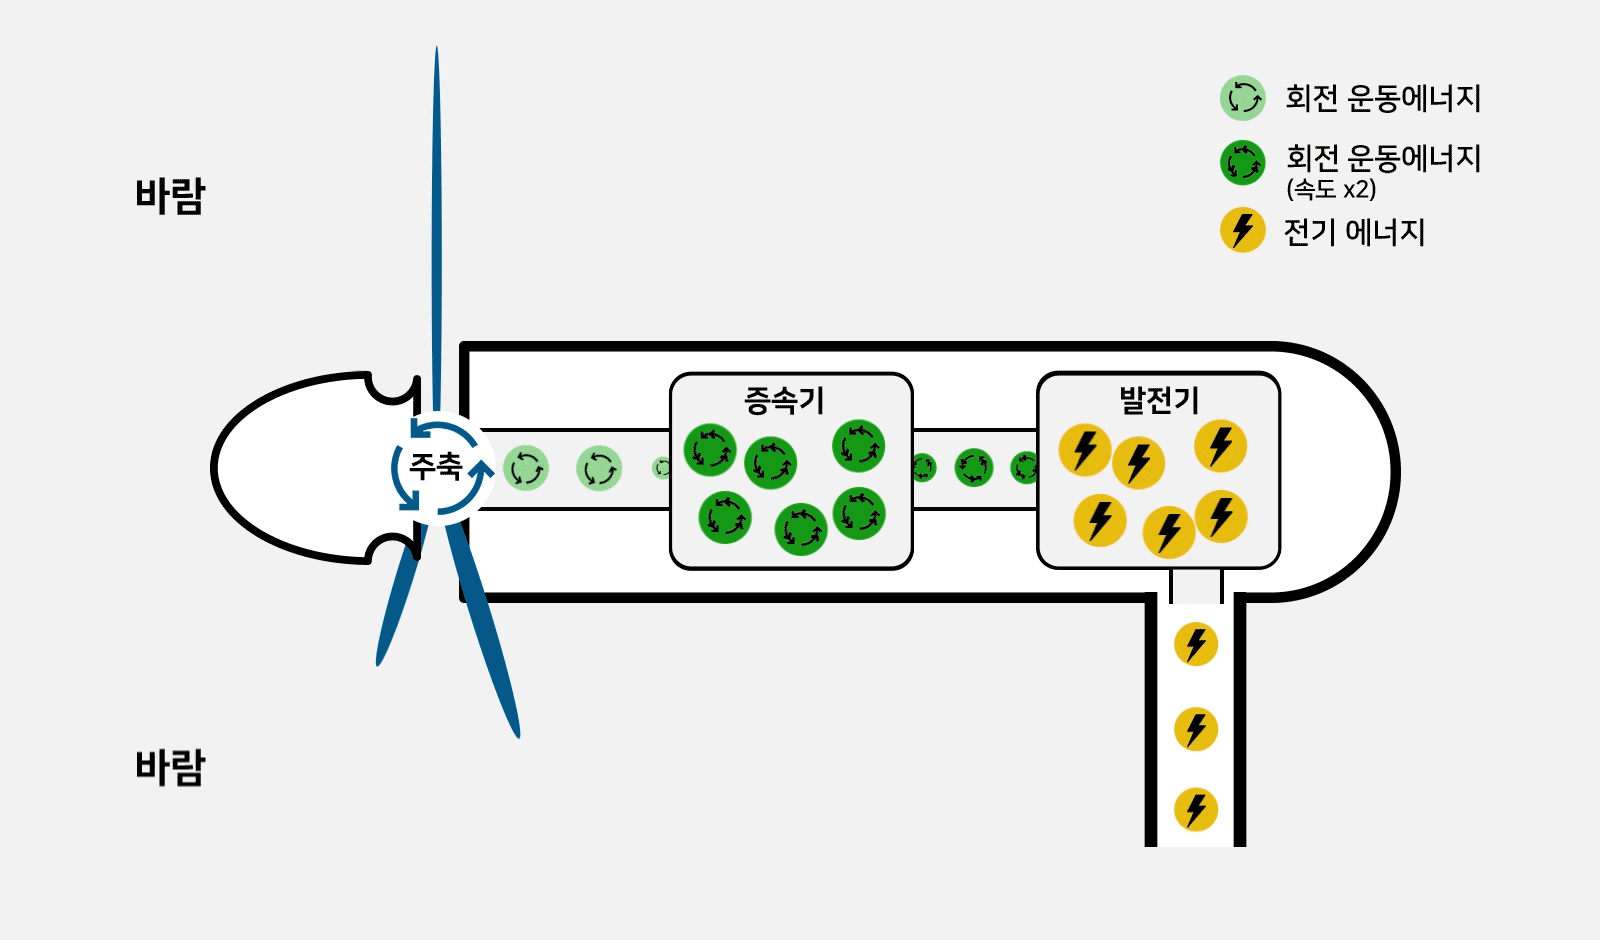 회전 운동에너지
회전 운동에너지
(속도 x2)
전기 에너지
바람
증속기
발전기
주축
바람